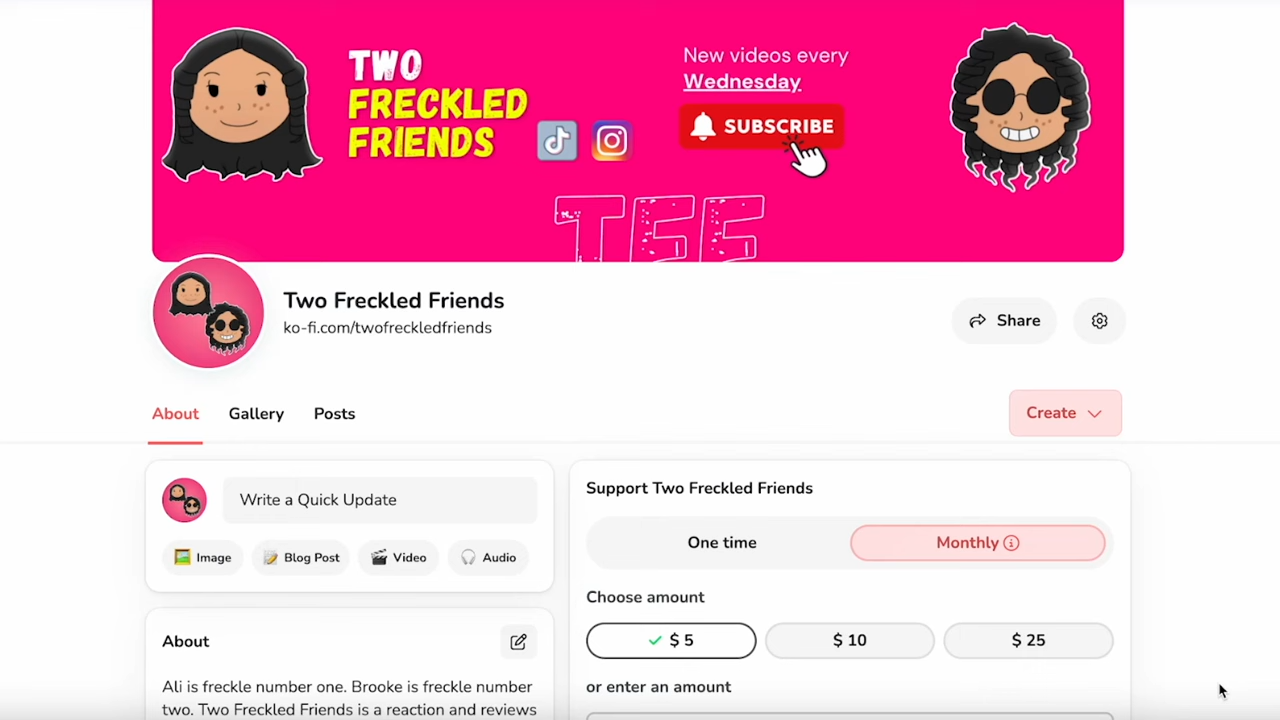 TWO
FRECKLED
FRIENDS
New videos every
Wednesday
SUBSCRIBE
TEE
Two Freckled Friends
ko-fi.com/twofreckledfriends
Share
About
Gallery
Posts
Create
Write a Quick Update
Image
Blog Post
Video
Audio
About
Ali is freckle number one. Brooke is freckle number
two. Two Freckled Friends is a reaction and reviews
Support Two Freckled Friends
One time
Monthly
Choose amount
$ 5
$ 10
$ 25
or enter an amount